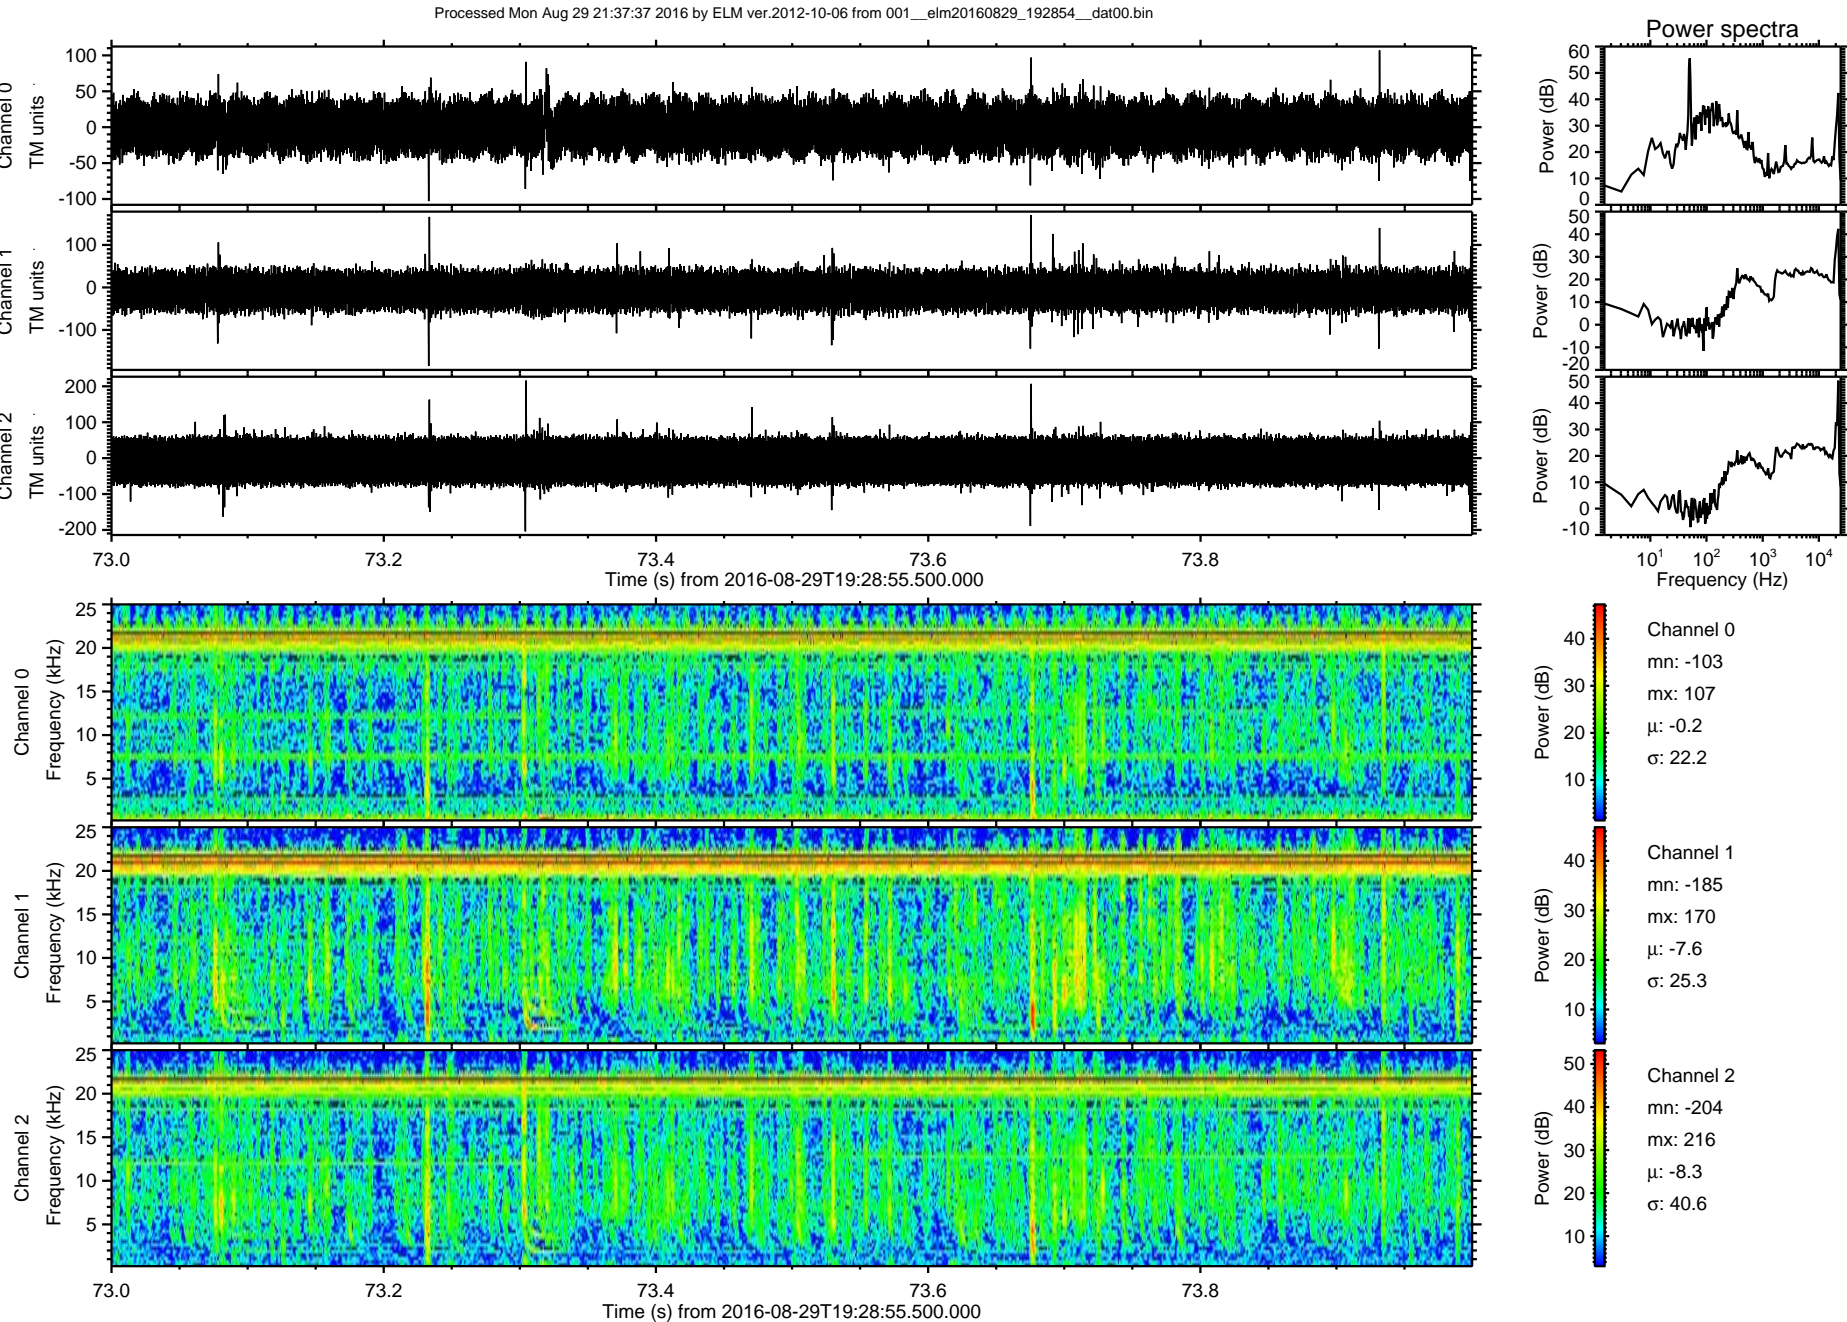 Processed Mon Aug 29 21:37:37 2016 by ELM ver.2012-10-06 from 001__elm20160829_192854__dat00.bin
Power spectra
Channel 0
TM units
100
50
0
-50
-100
Power (dB)
60
50
40
30
20
10
0
Channel 1
TM units
100
0
-100
Power (dB)
50
40
30
20
10
0
-10
-20
Channel 2
TM units
200
100
0
-100
-200
Power (dB)
50
40
30
20
10
0
-10
73.0 73.2 73.4 73.6 73.8
Time (s) from 2016-08-29T19:28:55.500.000
10¹ 10² 10³ 10⁴
Frequency (Hz)
Channel 0
Frequency (kHz)
25
20
15
10
5
Power (dB)
40
30
20
10
Channel 0
mn: -103
mx: 107
μ: -0.2
σ: 22.2
Channel 1
Frequency (kHz)
25
20
15
10
5
Power (dB)
40
30
20
10
Channel 1
mn: -185
mx: 170
μ: -7.6
σ: 25.3
Channel 2
Frequency (kHz)
25
20
15
10
5
Power (dB)
50
40
30
20
10
Channel 2
mn: -204
mx: 216
μ: -8.3
σ: 40.6
73.0 73.2 73.4 73.6 73.8
Time (s) from 2016-08-29T19:28:55.500.000